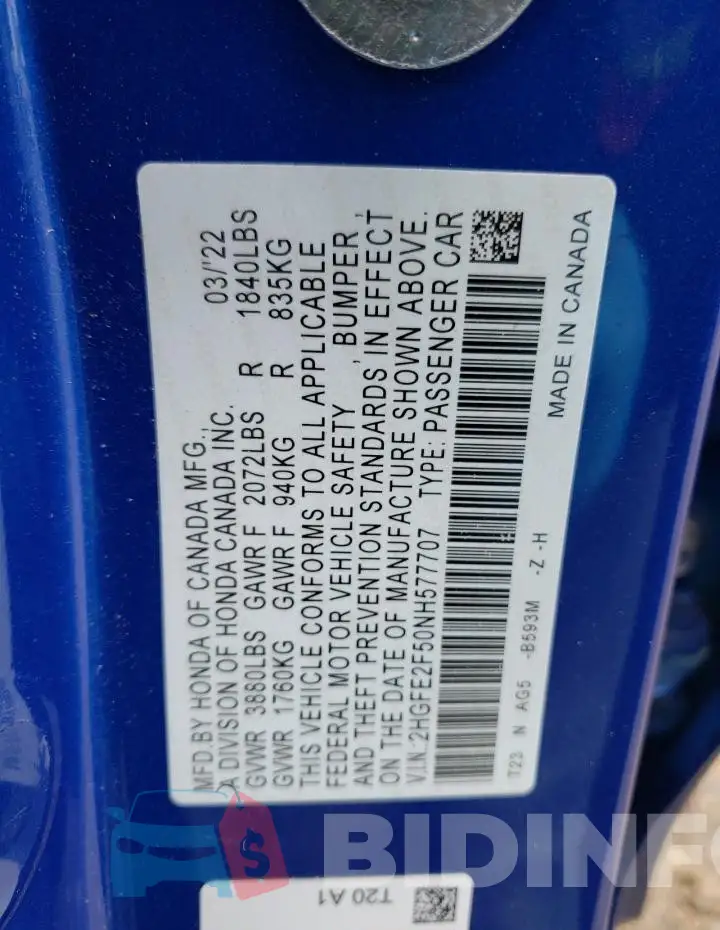 MFD.BY HONDA OF CANADA MFG., 03/'22
A DIVISION OF HONDA CANADA INC.
GVWR 3880LBS GAWR F 2072LBS R 1840LBS
GVWR 1760KG GAWR F 940KG R 835KG
THIS VEHICLE CONFORMS TO ALL APPLICABLE
FEDERAL MOTOR VEHICLE SAFETY , BUMPER ,
AND THEFT PREVENTION STANDARDS IN EFFECT
ON THE DATE OF MANUFACTURE SHOWN ABOVE.
V.I.N.:2HGFE2F50NH577707 TYPE: PASSENGER CAR
T23 N AG5 -B593M -Z -H
MADE IN CANADA
T20 A1
BIDINFO